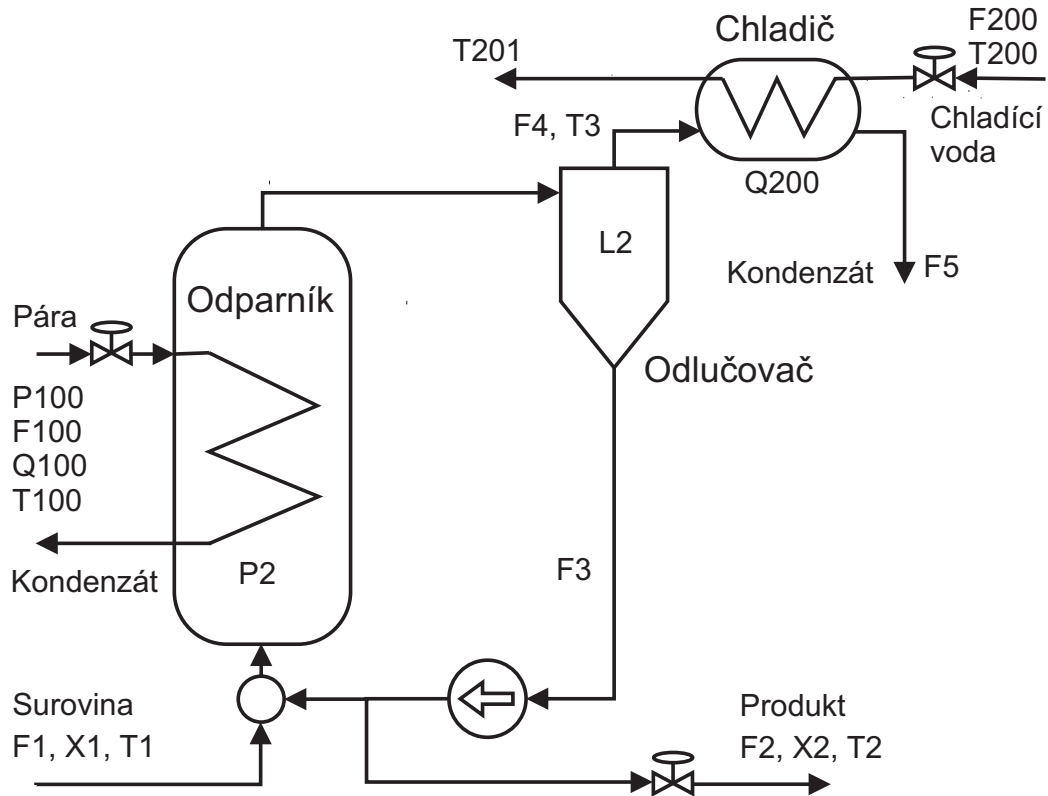 Chladič
F200
T200
T201
Chladící
voda
F4, T3
Q200
L2
Kondenzát
F5
Odparník
Pára
Odlučovač
P100
F100
Q100
T100
Kondenzát
P2
F3
Surovina
F1, X1, T1
Produkt
F2, X2, T2